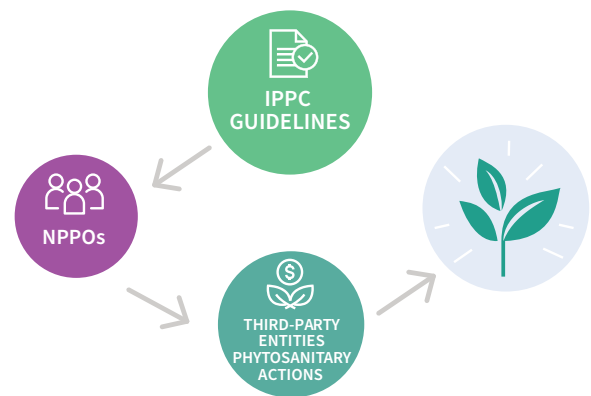 IPPC
GUIDELINES
NPPOs
$
THIRD-PARTY
ENTITIES
PHYTOSANITARY
ACTIONS